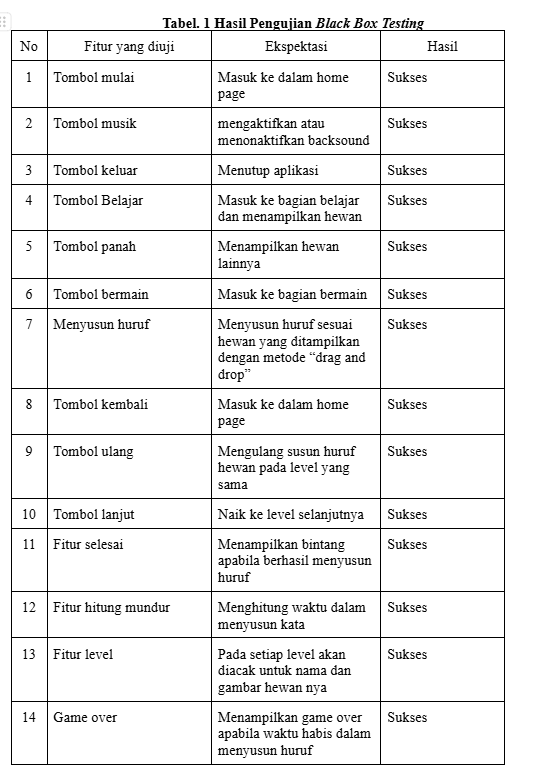 Tabel. 1 Hasil Pengujian Black Box Testing
No Fitur yang diuji Ekspektasi Hasil
1 Tombol mulai Masuk ke dalam home Sukses
page
2 Tombol musik mengaktifkan atau Sukses
menonaktifkan backsound
3 Tombol keluar Menutup aplikasi Sukses
4 Tombol Belajar Masuk ke bagian belajar Sukses
dan menampilkan hewan
5 Tombol panah Menampilkan hewan Sukses
lainnya
6 Tombol bermain Masuk ke bagian bermain Sukses
7 Menyusun huruf Menyusun huruf sesuai Sukses
hewan yang ditampilkan
dengan metode “drag and
drop”
8 Tombol kembali Masuk ke dalam home Sukses
page
9 Tombol ulang Mengulang susun huruf Sukses
hewan pada level yang
sama
10 Tombol lanjut Naik ke level selanjutnya Sukses
11 Fitur selesai Menampilkan bintang Sukses
apabila berhasil menyusun
huruf
12 Fitur hitung mundur Menghitung waktu dalam Sukses
menyusun kata
13 Fitur level Pada setiap level akan Sukses
diacak untuk nama dan
gambar hewan nya
14 Game over Menampilkan game over Sukses
apabila waktu habis dalam
menyusun huruf